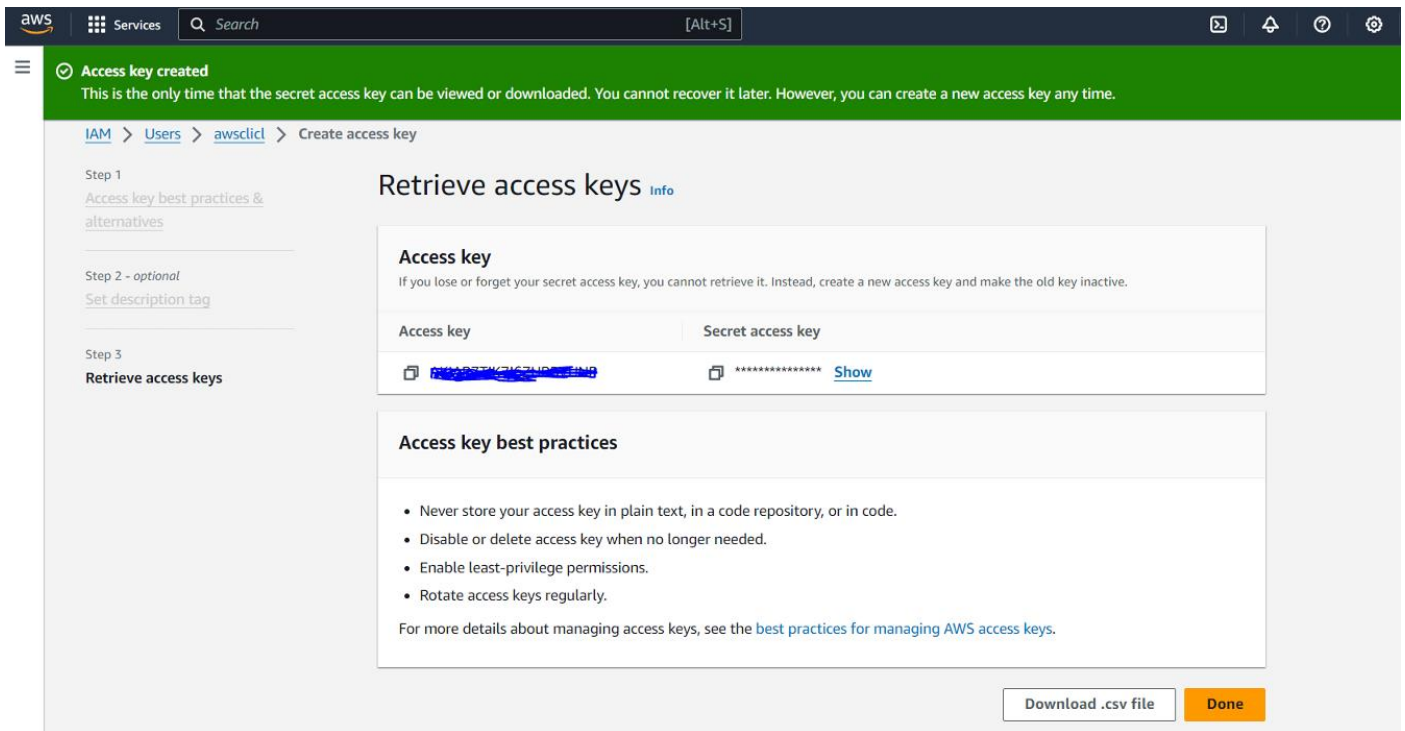 aws
Services
Search
[Alt+S]
Access key created
This is the only time that the secret access key can be viewed or downloaded. You cannot recover it later. However, you can create a new access key any time.
IAM > Users > awsclicl > Create access key
Step 1
Access key best practices &
alternatives
Step 2 - optional
Set description tag
Step 3
Retrieve access keys
Retrieve access keys Info
Access key
If you lose or forget your secret access key, you cannot retrieve it. Instead, create a new access key and make the old key inactive.
Access key
Secret access key
*************** Show
Access key best practices
• Never store your access key in plain text, in a code repository, or in code.
• Disable or delete access key when no longer needed.
• Enable least-privilege permissions.
• Rotate access keys regularly.
For more details about managing access keys, see the best practices for managing AWS access keys.
Download .csv file
Done